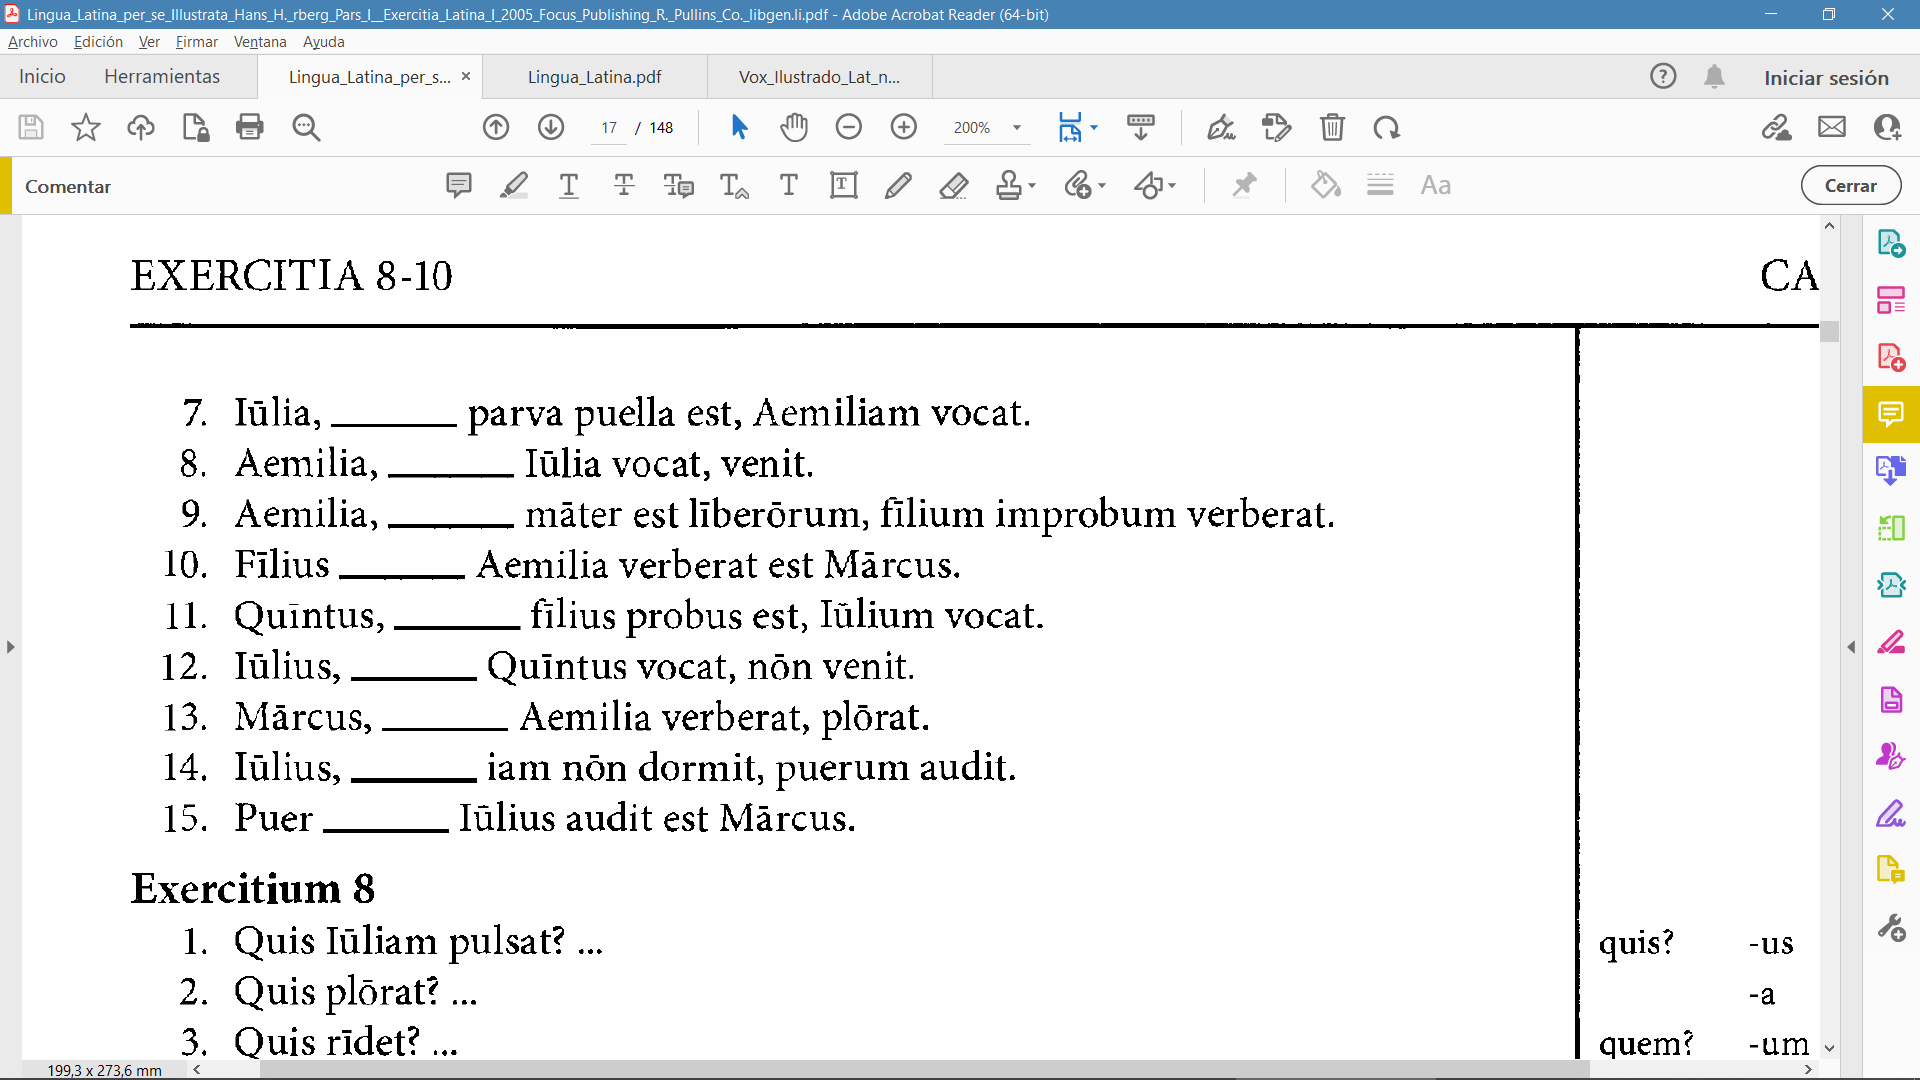 Lingua_Latina_per_se_Illustrata_Hans_H._rberg_Pars_I__Exercitia_Latina_I_2005_Focus_Publishing_R._Pullins_Co._libgen.li.pdf - Adobe Acrobat Reader (64-bit)
Archivo Edición Ver Firmar Ventana Ayuda
Inicio Herramientas Lingua_Latina_per_s... × Lingua_Latina.pdf Vox_Ilustrado_Lat_n... Iniciar sesión
17 / 148 200%
Comentar Aa Cerrar
EXERCITIA 8-10 CA
7. Iūlia, ______ parva puella est, Aemiliam vocat.
8. Aemilia, ______ Iūlia vocat, venit.
9. Aemilia, ______ māter est līberōrum, fīlium improbum verberat.
10. Fīlius ______ Aemilia verberat est Mārcus.
11. Quīntus, ______ fīlius probus est, Iūlium vocat.
12. Iūlius, ______ Quīntus vocat, nōn venit.
13. Mārcus, ______ Aemilia verberat, plōrat.
14. Iūlius, ______ iam nōn dormit, puerum audit.
15. Puer ______ Iūlius audit est Mārcus.
Exercitium 8
1. Quis Iūliam pulsat? ... quis? -us
2. Quis plōrat? ... -a
3. Quis rīdet? ... quem? -um
199,3 x 273,6 mm